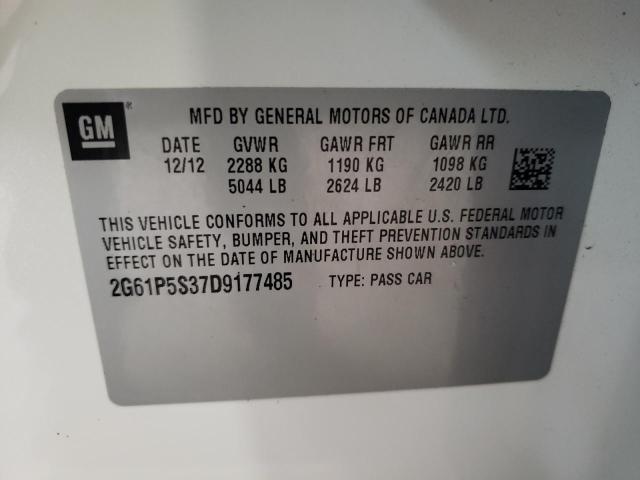 GM
MFD BY GENERAL MOTORS OF CANADA LTD.
DATE GVWR GAWR FRT GAWR RR
12/12 2288 KG 1190 KG 1098 KG
5044 LB 2624 LB 2420 LB
THIS VEHICLE CONFORMS TO ALL APPLICABLE U.S. FEDERAL MOTOR
VEHICLE SAFETY, BUMPER, AND THEFT PREVENTION STANDARDS IN
EFFECT ON THE DATE OF MANUFACTURE SHOWN ABOVE.
2G61P5S37D9177485 TYPE: PASS CAR